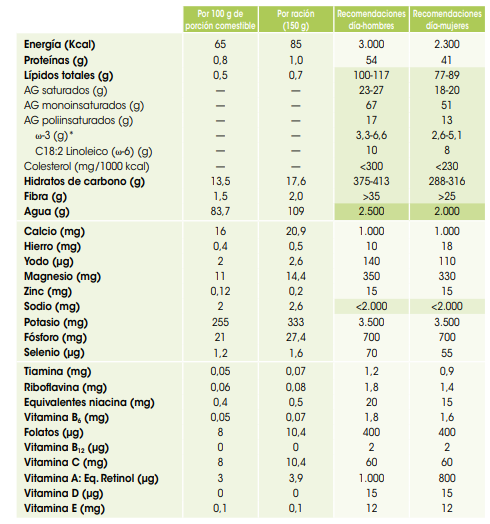 Por 100 g de porción comestible | Por ración (150 g) | Recomendaciones día-hombres | Recomendaciones día-mujeres
Energía (Kcal) 65 85 3.000 2.300
Proteínas (g) 0,8 1,0 54 41
Lípidos totales (g) 0,5 0,7 100-117 77-89
AG saturados (g) — — 23-27 18-20
AG monoinsaturados (g) — — 67 51
AG poliinsaturados (g) — — 17 13
ω-3 (g)* — — 3,3-6,6 2,6-5,1
C18:2 Linoleico (ω-6) (g) — — 10 8
Colesterol (mg/1000 kcal) — — <300 <230
Hidratos de carbono (g) 13,5 17,6 375-413 288-316
Fibra (g) 1,5 2,0 >35 >25
Agua (g) 83,7 109 2.500 2.000
Calcio (mg) 16 20,9 1.000 1.000
Hierro (mg) 0,4 0,5 10 18
Yodo (µg) 2 2,6 140 110
Magnesio (mg) 11 14,4 350 330
Zinc (mg) 0,12 0,2 15 15
Sodio (mg) 2 2,6 <2.000 <2.000
Potasio (mg) 255 333 3.500 3.500
Fósforo (mg) 21 27,4 700 700
Selenio (µg) 1,2 1,6 70 55
Tiamina (mg) 0,05 0,07 1,2 0,9
Riboflavina (mg) 0,06 0,08 1,8 1,4
Equivalentes niacina (mg) 0,4 0,5 20 15
Vitamina B6 (mg) 0,05 0,07 1,8 1,6
Folatos (µg) 8 10,4 400 400
Vitamina B12 (µg) 0 0 2 2
Vitamina C (mg) 8 10,4 60 60
Vitamina A: Eq. Retinol (µg) 3 3,9 1.000 800
Vitamina D (µg) 0 0 15 15
Vitamina E (mg) 0,1 0,1 12 12